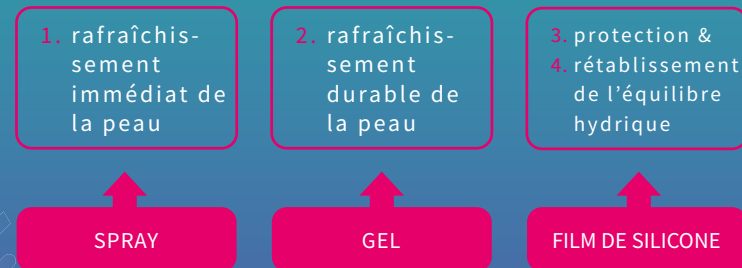 1. rafraîchis-
sement
immédiat de
la peau
2. rafraîchis-
sement
durable de
la peau
3. protection &
4. rétablissement
de l’équilibre
hydrique
SPRAY
GEL
FILM DE SILICONE